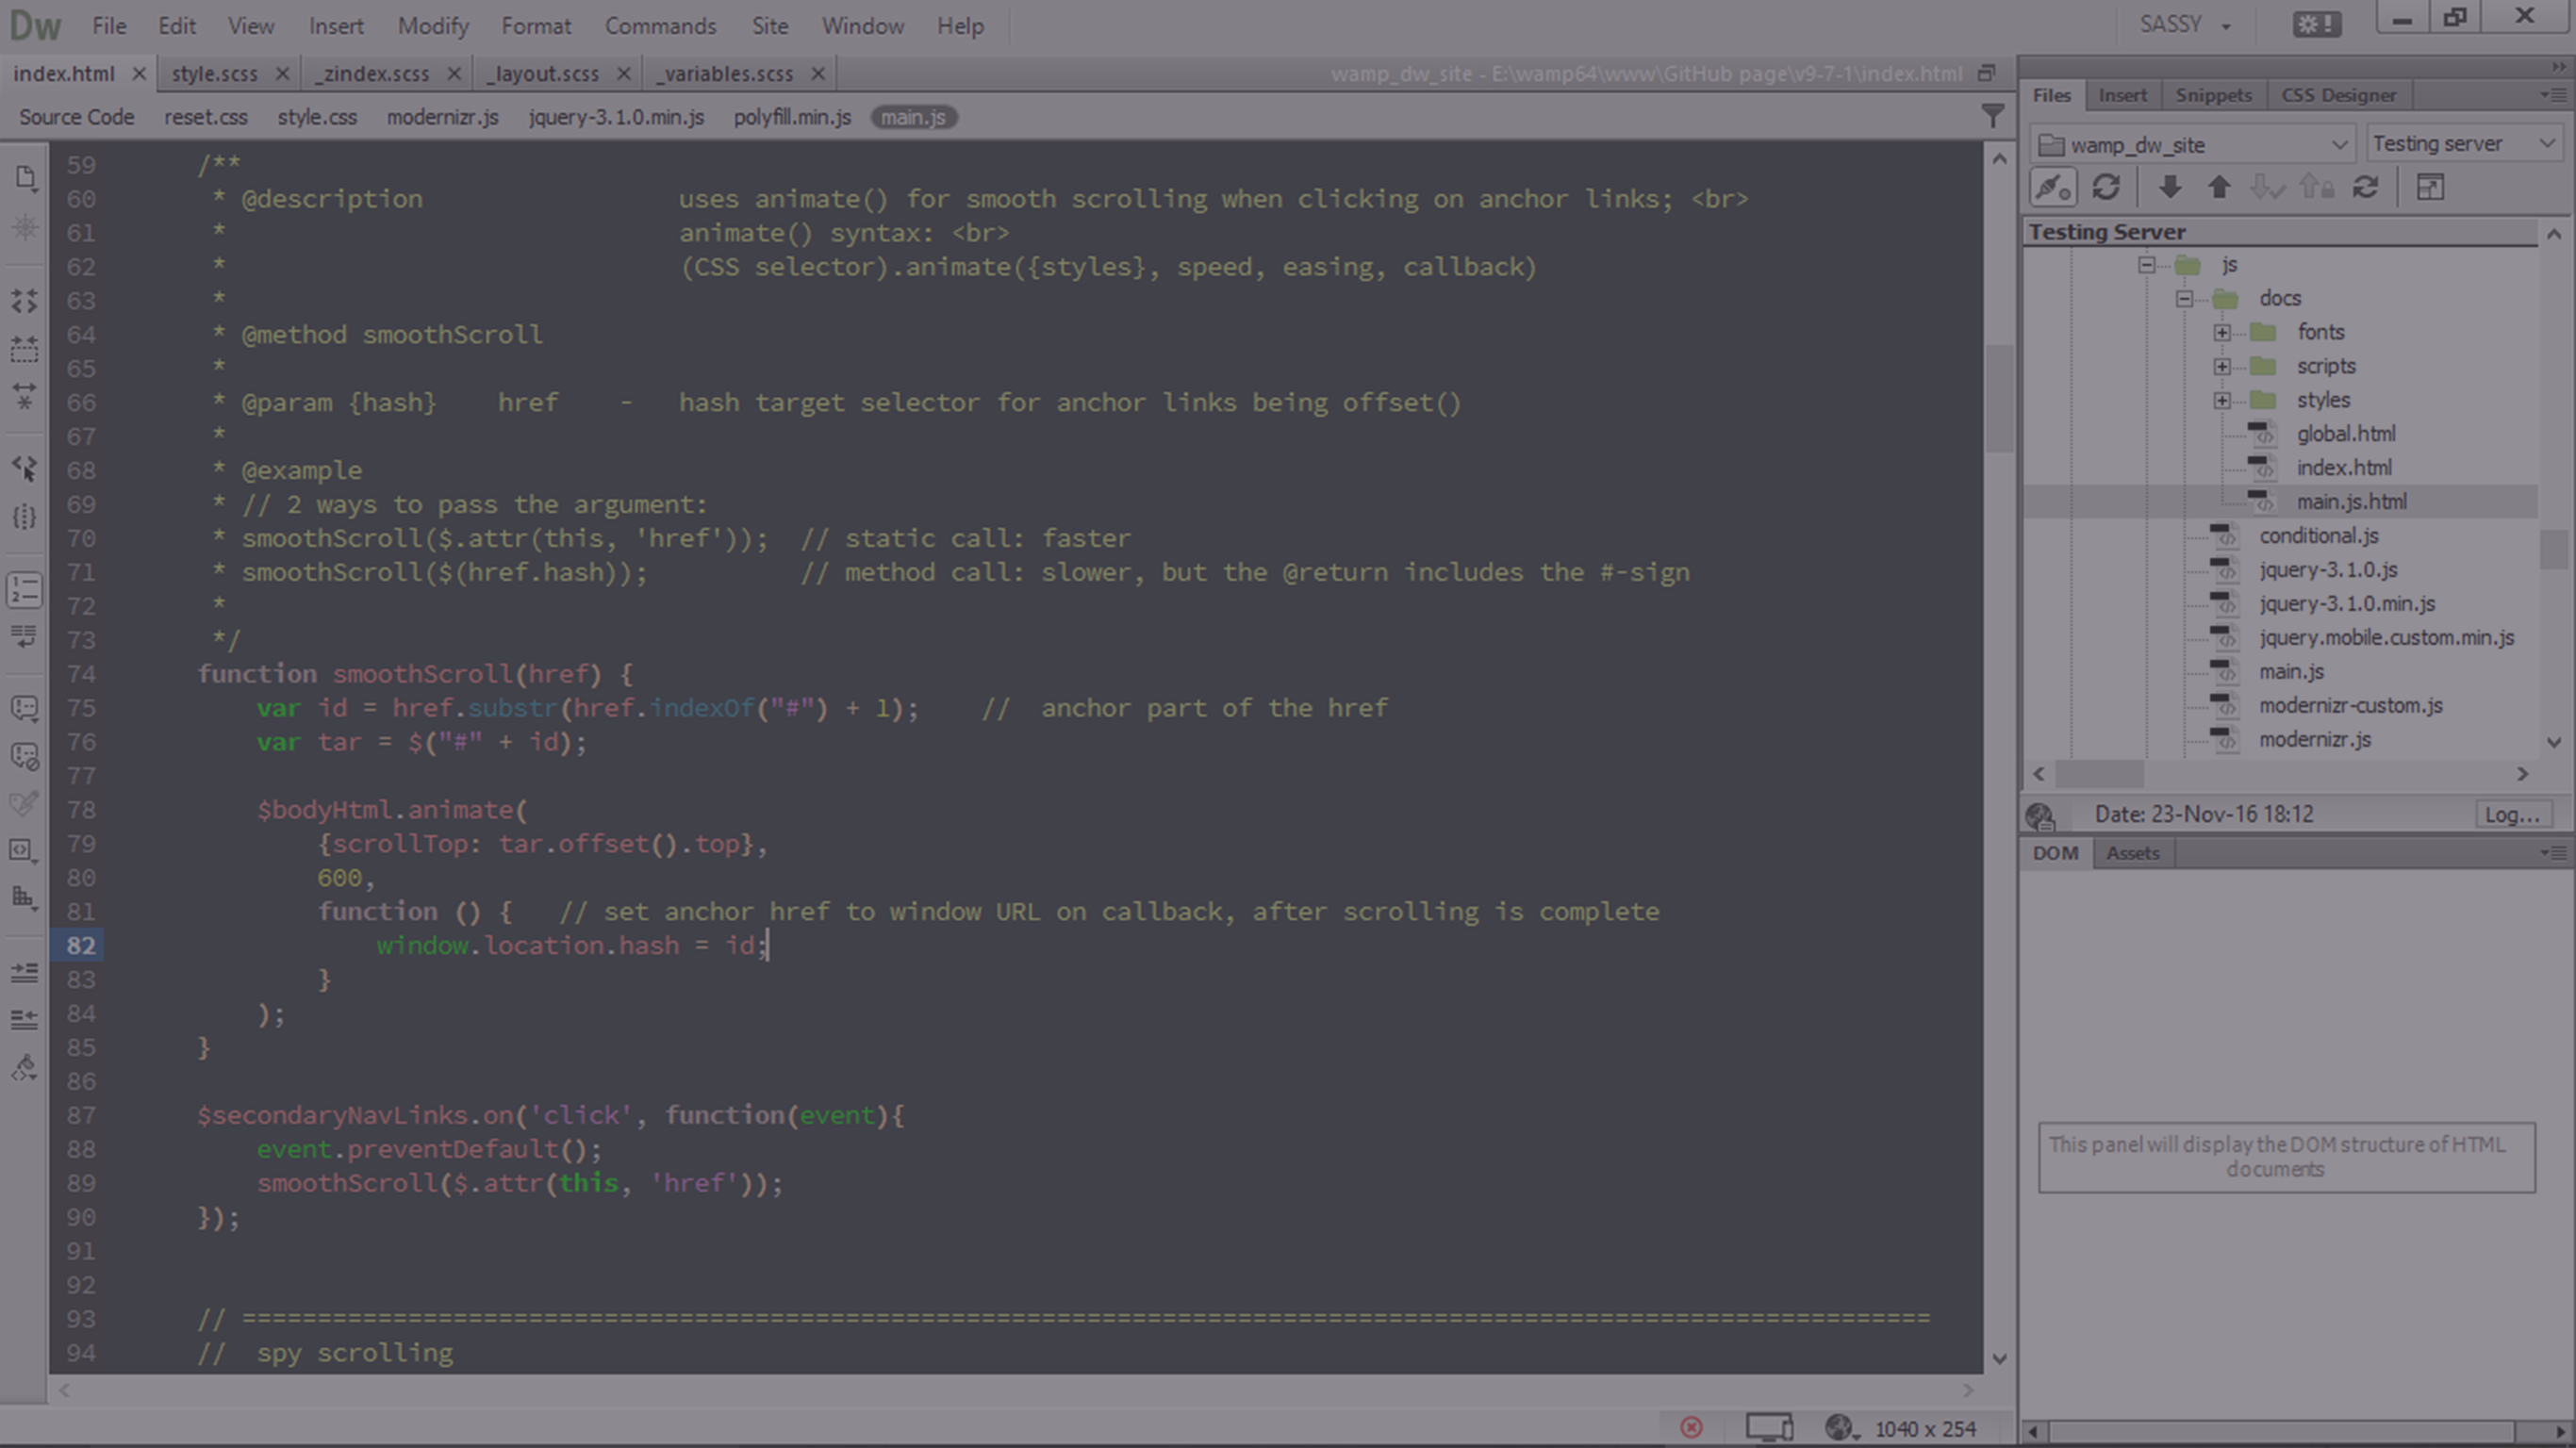 Dw File Edit View Insert Modify Format Commands Site Window Help SASSY
index.html style.scss _zindex.scss _layout.scss _variables.scss wamp_dw_site - E:\wamp64\www\GitHub page\v9-7-1\index.html
Source Code reset.css style.css modernizr.js jquery-3.1.0.min.js polyfill.min.js main.js
59 /**
60 * @description uses animate() for smooth scrolling when clicking on anchor links; <br>
61 * animate() syntax: <br>
62 * (CSS selector).animate({styles}, speed, easing, callback)
63 *
64 * @method smoothScroll
65 *
66 * @param {hash} href - hash target selector for anchor links being offset()
67 *
68 * @example
69 * // 2 ways to pass the argument:
70 * smoothScroll($.attr(this, 'href')); // static call: faster
71 * smoothScroll($(href.hash)); // method call: slower, but the @return includes the #-sign
72 *
73 */
74 function smoothScroll(href) {
75 var id = href.substr(href.indexOf("#") + 1); // anchor part of the href
76 var tar = $("#" + id);
77
78 $bodyHtml.animate(
79 {scrollTop: tar.offset().top},
80 600,
81 function () { // set anchor href to window URL on callback, after scrolling is complete
82 window.location.hash = id;
83 }
84 );
85 }
86
87 $secondaryNavLinks.on('click', function(event){
88 event.preventDefault();
89 smoothScroll($.attr(this, 'href'));
90 });
91
92
93 // ================================================================================================================
94 // spy scrolling
1040 x 254
Files Insert Snippets CSS Designer
wamp_dw_site Testing server
Testing Server
js
docs
fonts
scripts
styles
global.html
index.html
main.js.html
conditional.js
jquery-3.1.0.js
jquery-3.1.0.min.js
jquery.mobile.custom.min.js
main.js
modernizr-custom.js
modernizr.js
Date: 23-Nov-16 18:12 Log...
DOM Assets
This panel will display the DOM structure of HTML
documents